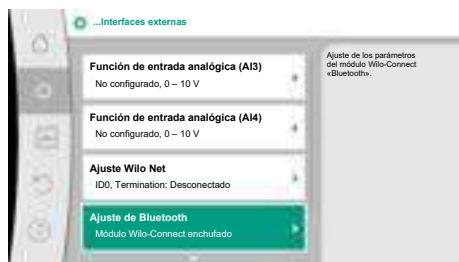 ...Interfaces externas
Función de entrada analógica (AI3)
No configurado, 0 – 10 V
Función de entrada analógica (AI4)
No configurado, 0 – 10 V
Ajuste Wilo Net
ID0, Termination: Desconectado
Ajuste de Bluetooth
Módulo Wilo-Connect enchufado
Ajuste de los parámetros
del módulo Wilo-Connect
«Bluetooth».